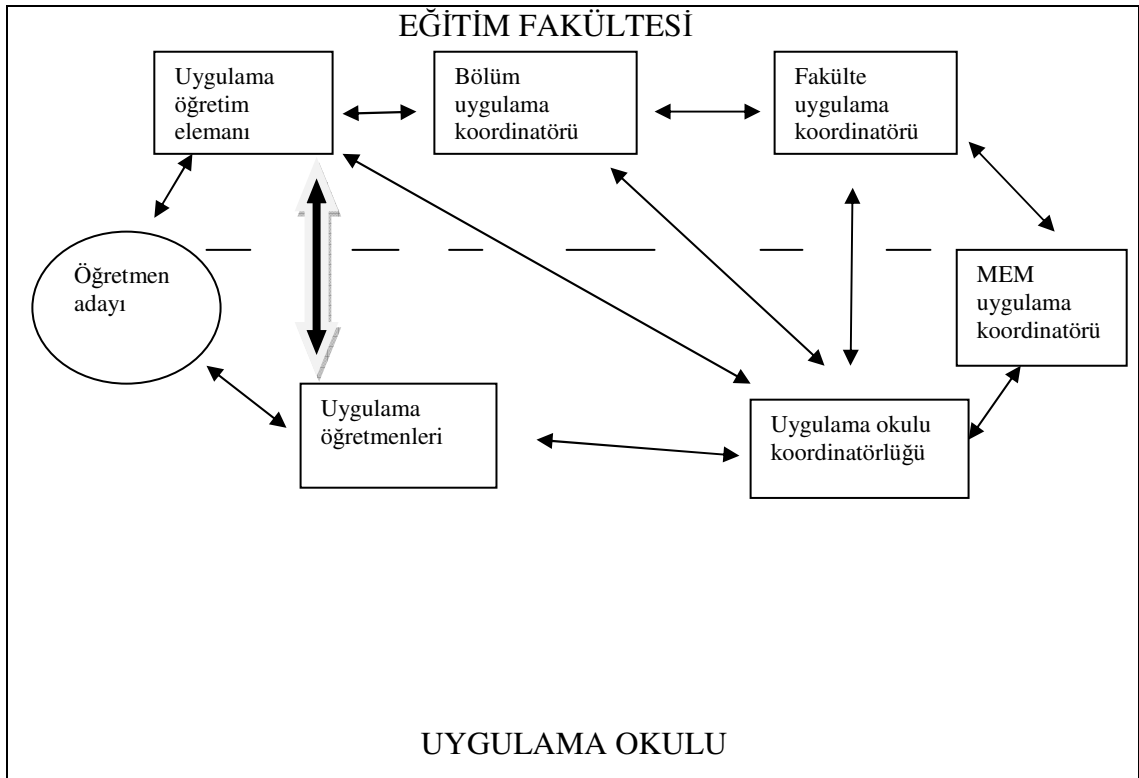 EĞİTİM FAKÜLTESİ
Uygulama
öğretim
elemanı
Bölüm
uygulama
koordinatörü
Fakülte
uygulama
koordinatörü
Öğretmen
adayı
MEM
uygulama
koordinatörü
Uygulama
öğretmenleri
Uygulama okulu
koordinatörlüğü
UYGULAMA OKULU